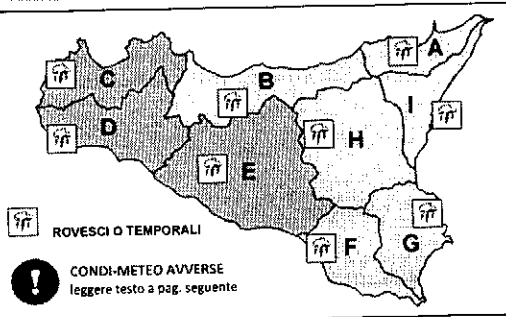 A
C
B
I
D
H
E
G
F
ROVESCI O TEMPORALI
!
CONDI-METEO AVVERSE
leggere testo a pag. seguente